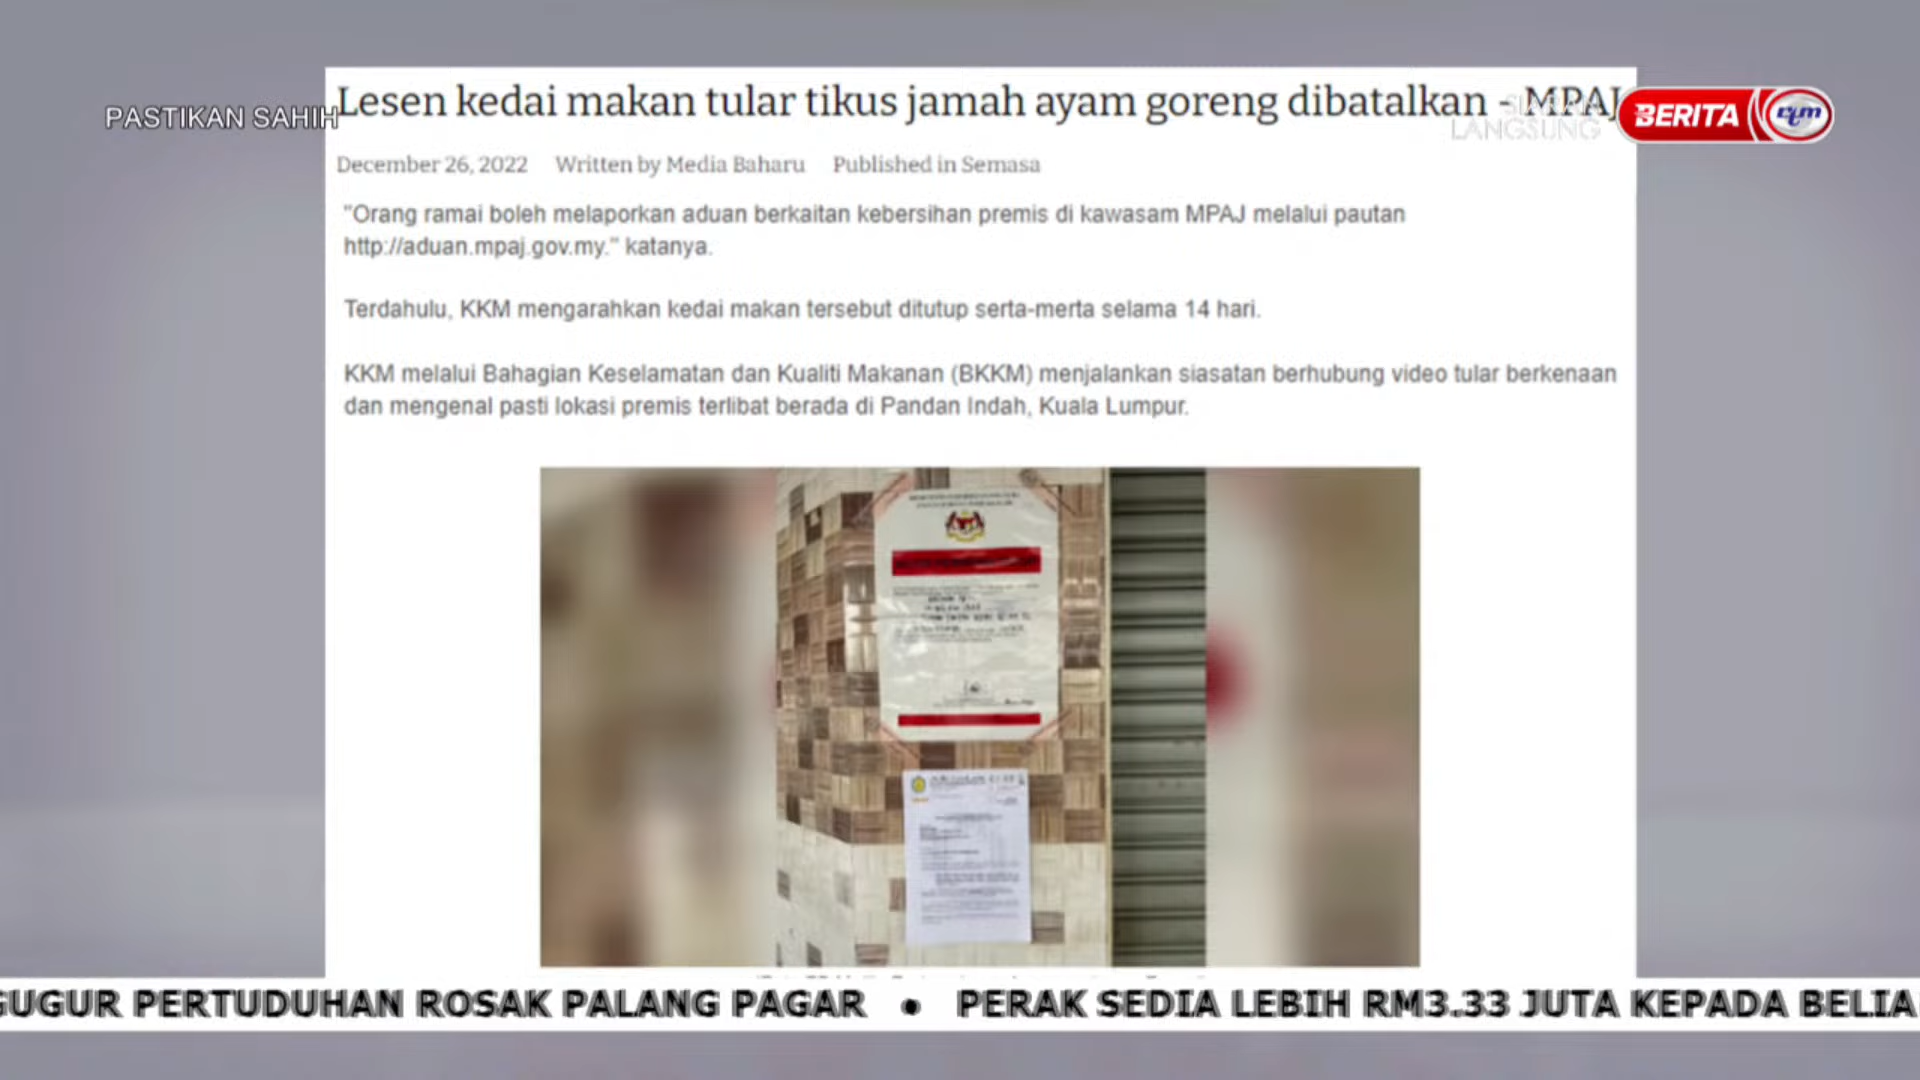 PASTIKAN SAHIH
Lesen kedai makan tular tikus jamah ayam goreng dibatalkan - MPAJ
SIARAN
LANGSUNG
BERITA rtm
December 26, 2022 Written by Media Baharu Published in Semasa
"Orang ramai boleh melaporkan aduan berkaitan kebersihan premis di kawasam MPAJ melalui pautan
http://aduan.mpaj.gov.my." katanya.
Terdahulu, KKM mengarahkan kedai makan tersebut ditutup serta-merta selama 14 hari.
KKM melalui Bahagian Keselamatan dan Kualiti Makanan (BKKM) menjalankan siasatan berhubung video tular berkenaan
dan mengenal pasti lokasi premis terlibat berada di Pandan Indah, Kuala Lumpur.
GUGUR PERTUDUHAN ROSAK PALANG PAGAR • PERAK SEDIA LEBIH RM3.33 JUTA KEPADA BELIA